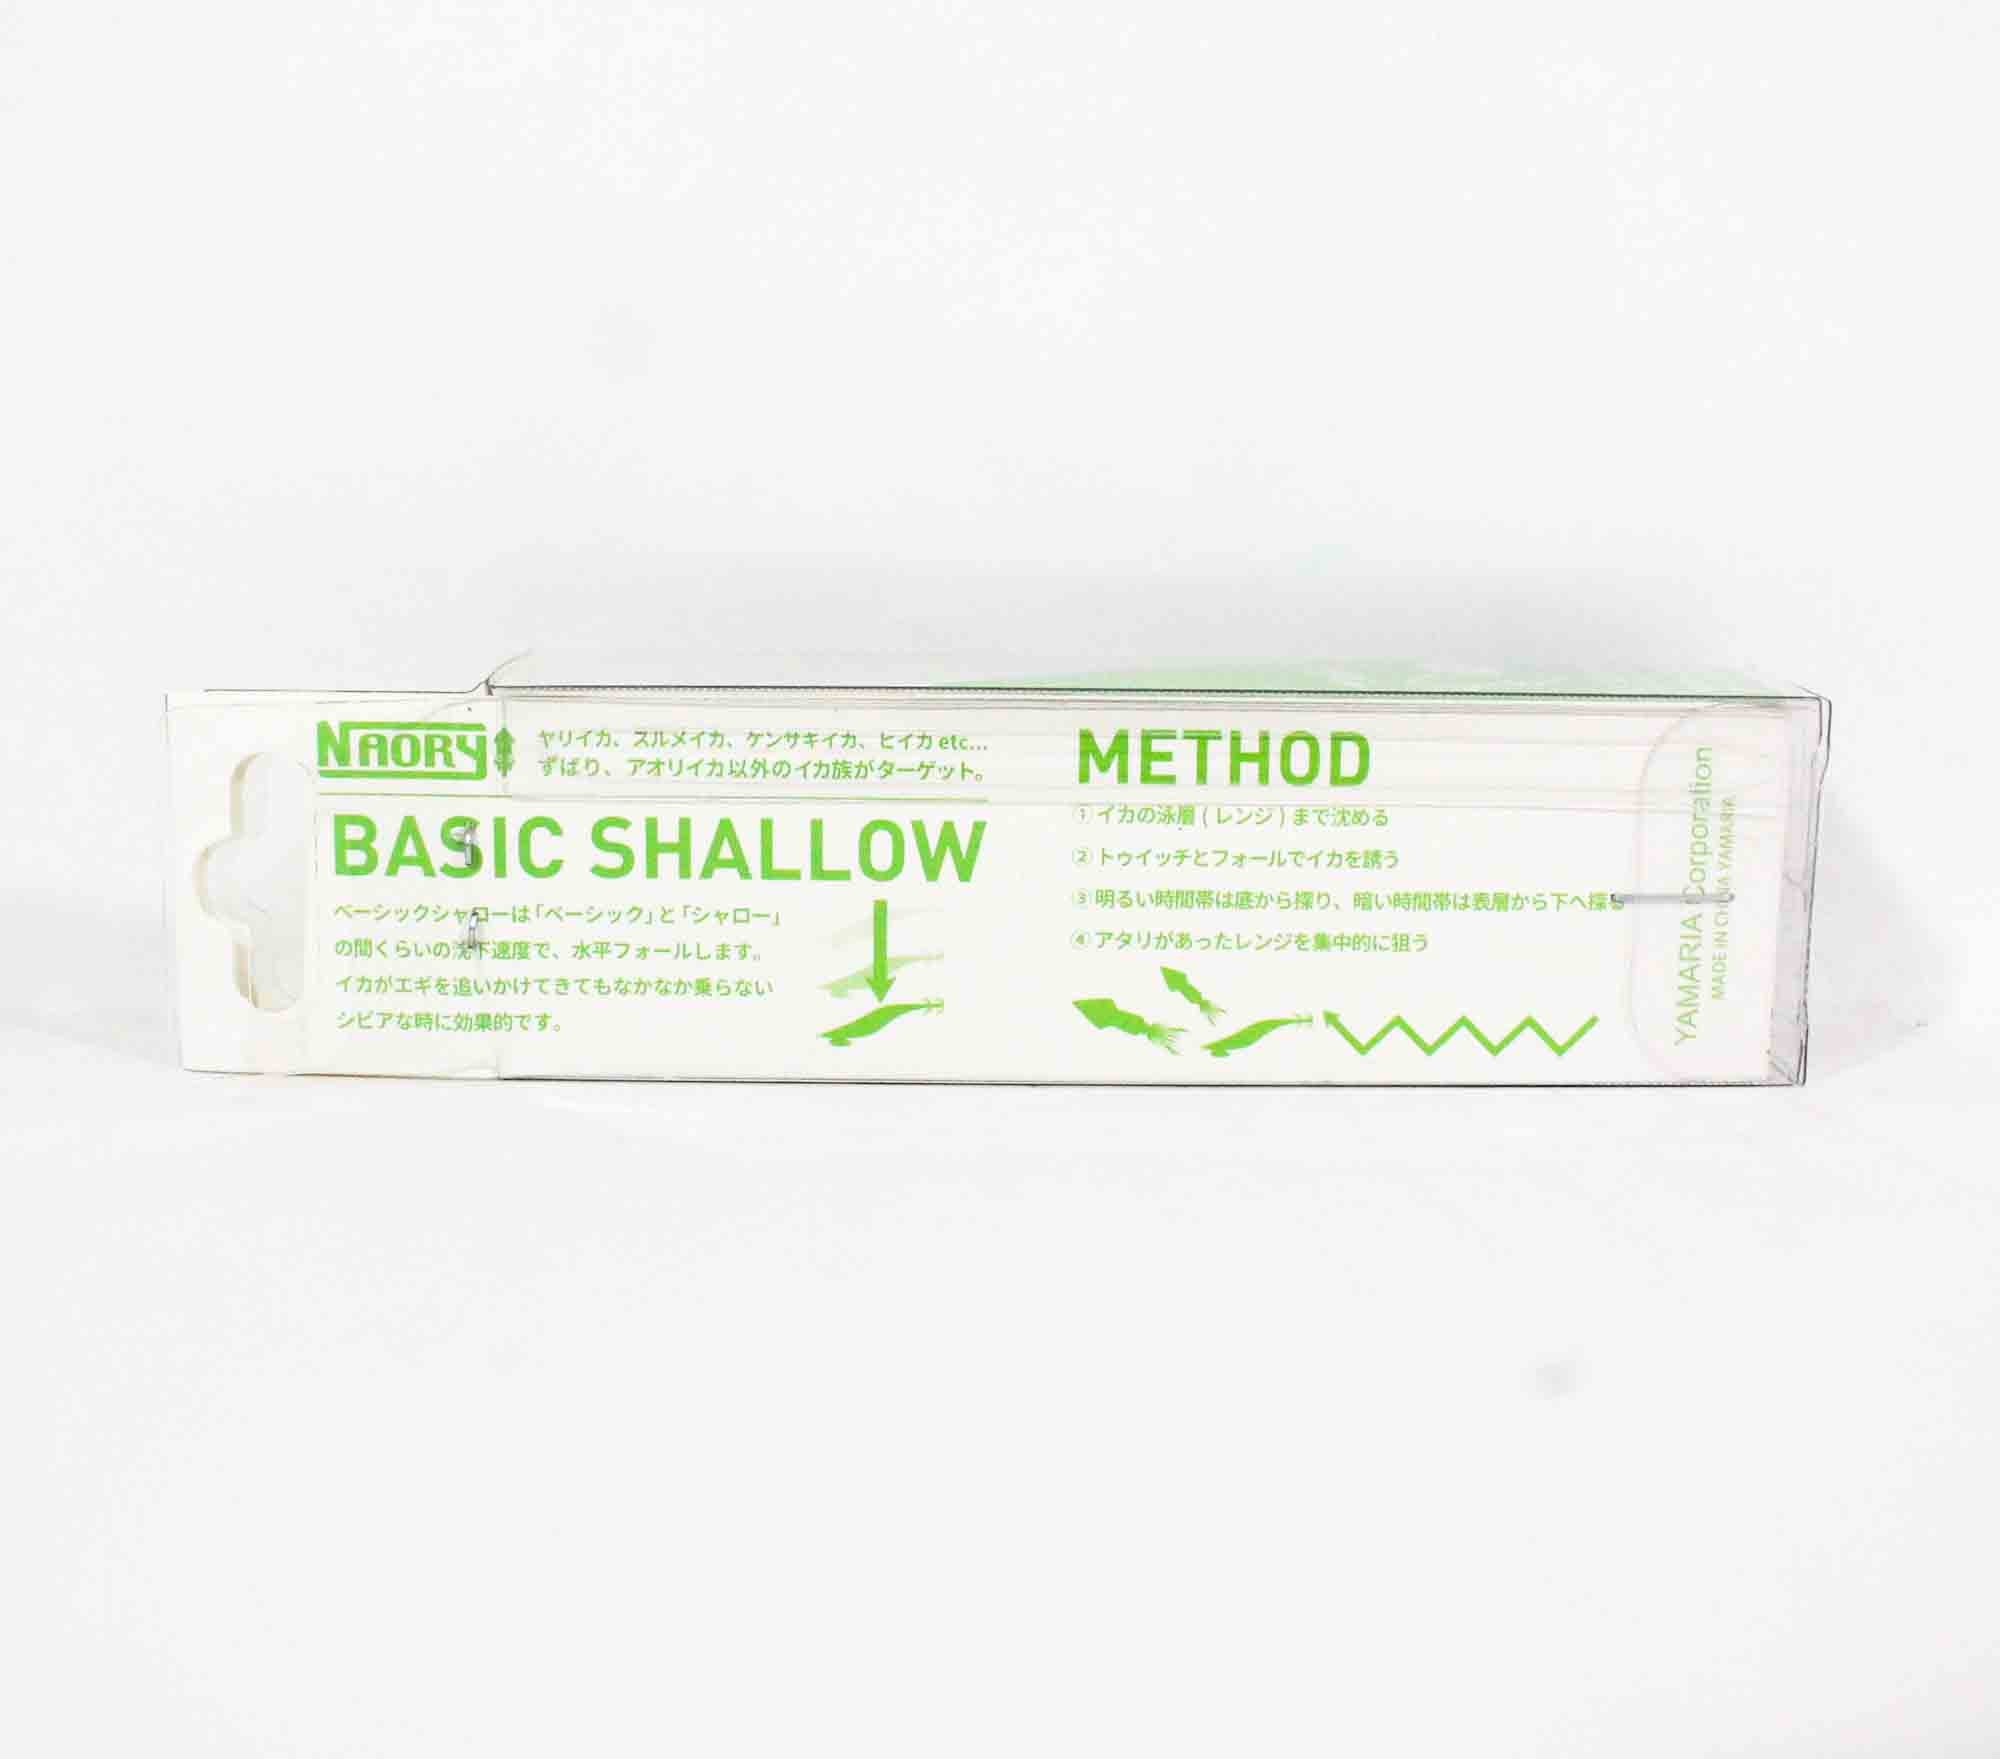 NAORY
ヤリイカ、スルメイカ、ケンサキイカ、ヒイカ etc...
ずばり、アオリイカ以外のイカ族がターゲット。
BASIC SHALLOW
ベーシックシャローは「ベーシック」と「シャロー」
の間くらいの沈下速度で、水平フォールします。
イカがエギを追いかけてきてもなかなか乗らない
シビアな時に効果的です。
METHOD
①イカの泳層 ( レンジ ) まで沈める
②トゥイッチとフォールでイカを誘う
③明るい時間帯は底から探り、暗い時間帯は表層から下へ探る
④アタリがあったレンジを集中的に狙う
YAMARIA Corporation
MADE IN CHINA YAMARIA